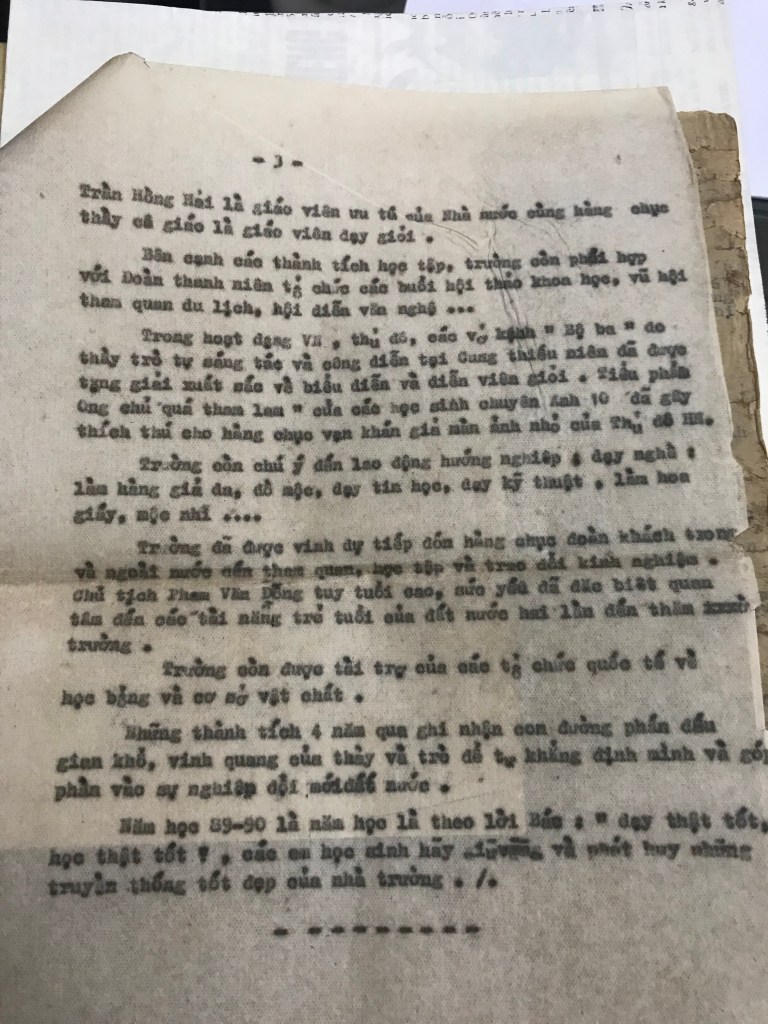 - 3 -
Trần Hồng Hải là giáo viên ưu tú của Nhà nước cùng hàng chục
thầy cô giáo là giáo viên dạy giỏi .
Bên cạnh các thành tích học tập, trường còn phối hợp
với Đoàn thanh niên tổ chức các buổi hội thảo khoa học, vũ hội
tham quan du lịch, hội diễn văn nghệ ...
Trong hoạt động VN , thủ đô, các vở kịnh " Bộ ba " do
thầy trò tự sáng tác và công diễn tại Cung thiếu niên đã được
tặng giải xuất sắc về biểu diễn và diễn viên giỏi . Tiểu phẩm
Ông chủ quá tham lam " của các học sinh chuyên Anh 10 đã gây
thích thú cho hàng chục vạn khán giả màn ảnh nhỏ của Thủ đô HN.
Trường còn chú ý đến lao động hướng nghiệp : dạy nghề :
làm hàng giả da, đồ mộc, dạy tin học, dạy kỹ thuật , làm hoa
giấy, mộc nhĩ ....
Trường đã được vinh dự tiếp đón hàng chục đoàn khách trong
và ngoài nước đến tham quan, học tập và trao đổi kinh nghiệm .
Chủ tịch Phạm Văn Đồng tuy tuổi cao, sức yếu đã đặc biệt quan
tâm đến các tài năng trẻ tuổi của đất nước hai lần đến thăm
trường .
Trường còn được tài trợ của các tổ chức quốc tế về
học bổng và cơ sở vật chất .
Những thành tích 4 năm qua ghi nhận con đường phấn đấu
gian khổ, vinh quang của thầy và trò để tự khẳng định mình và góp
phần vào sự nghiệp đổi mới đất nước .
Năm học 89-90 là năm học là theo lời Bác : " dạy thật tốt,
học thật tốt " , các em học sinh hãy và phát huy những
truyền thống tốt đẹp của nhà trường . /.
- - - - - - - - -